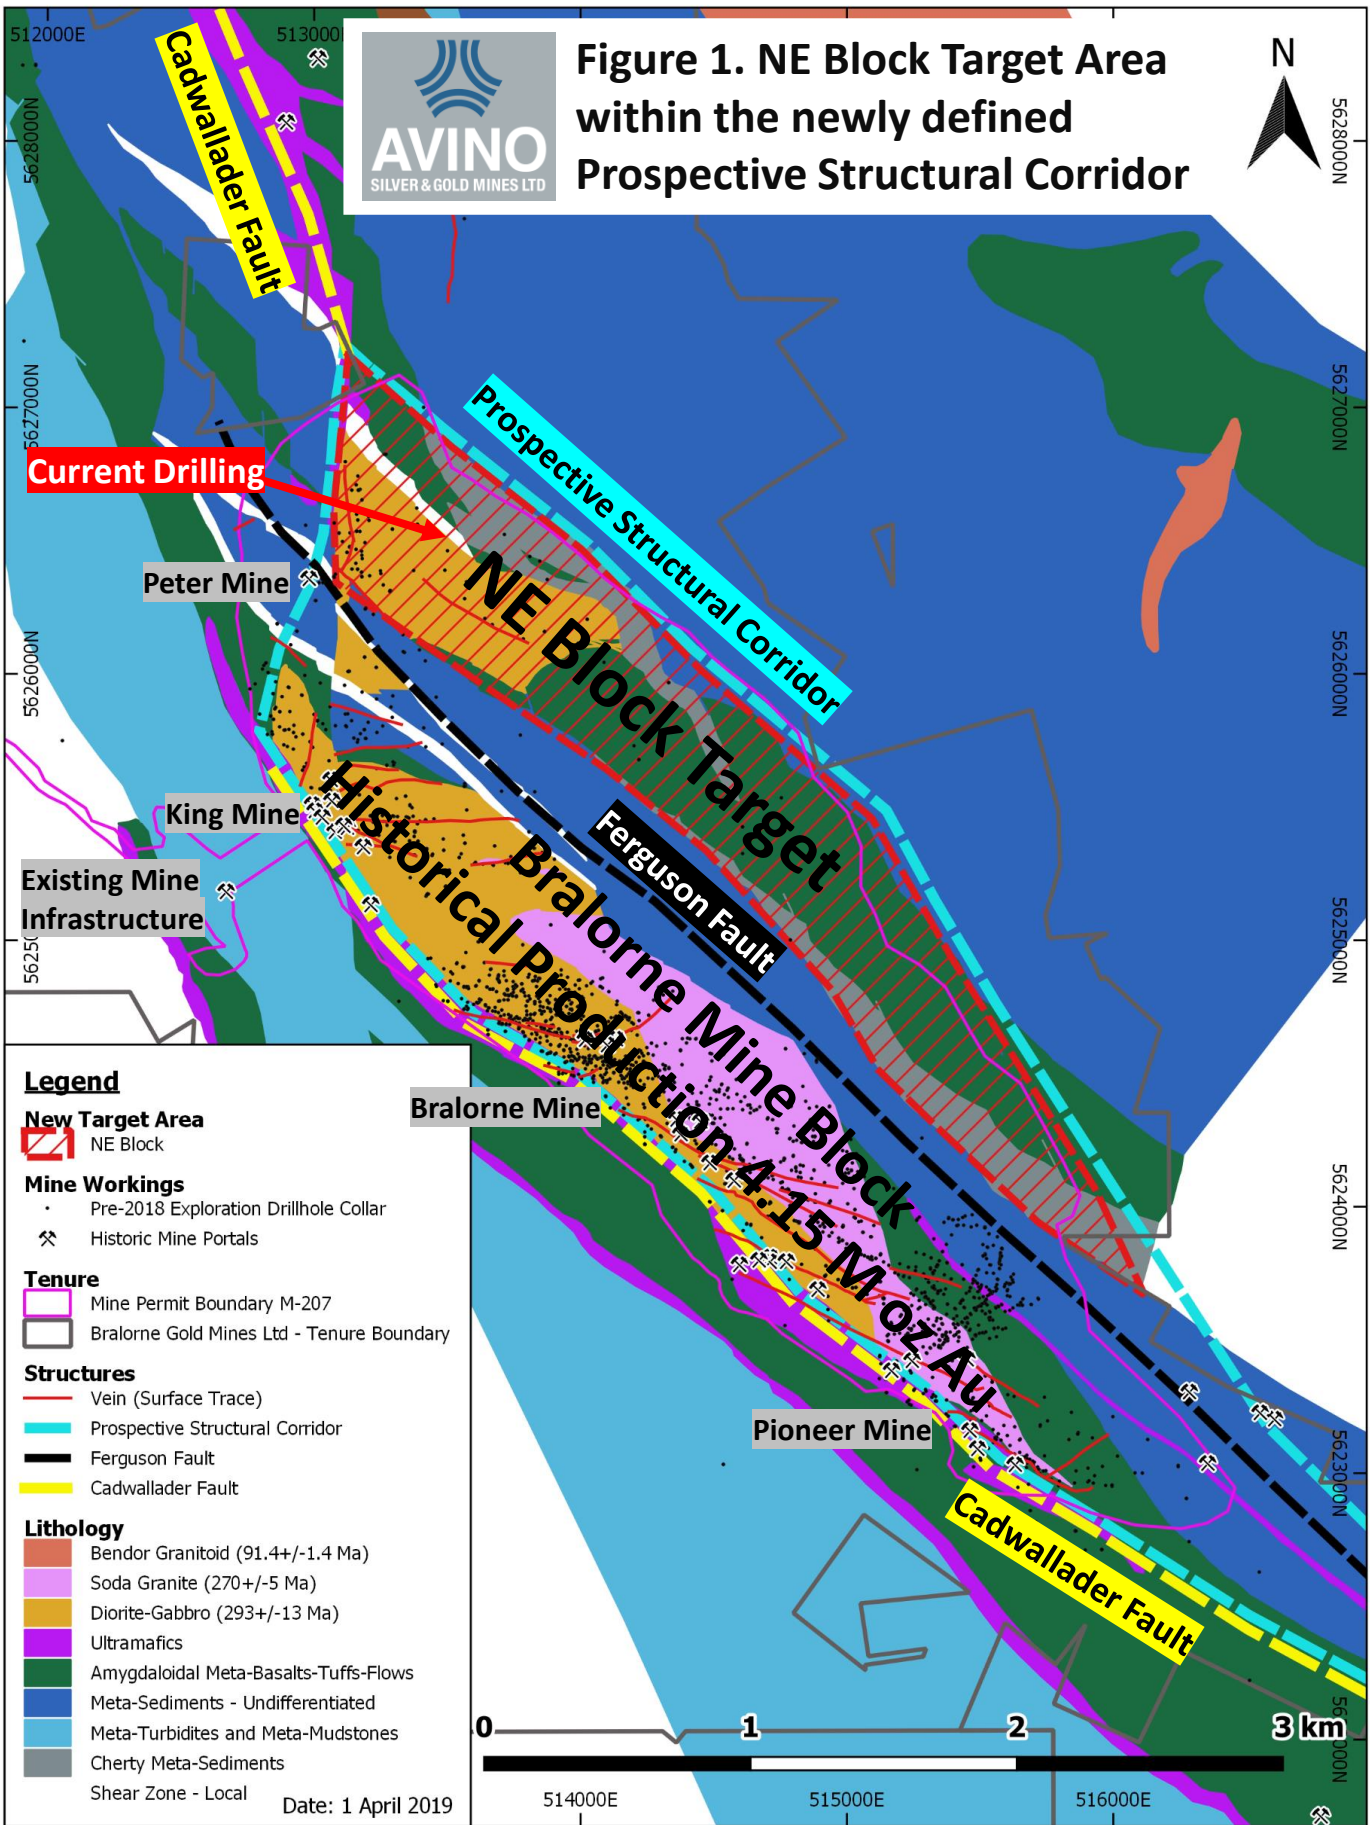 512000E
513000
5628000N
5627000N
5626000N
5625
Cadwallader Fault
AVINO
SILVER & GOLD MINES LTD
Figure 1. NE Block Target Area
within the newly defined
Prospective Structural Corridor
N
5628000N
5627000N
5626000N
5625000N
5624000N
5623000N
Prospective Structural Corridor
Current Drilling
Peter Mine
NE Block Target
King Mine
Existing Mine
Infrastructure
Ferguson Fault
Bralorne Mine Block
Historical Production 4.15 M oz Au
Bralorne Mine
Pioneer Mine
Cadwallader Fault
Legend
New Target Area
NE Block
Mine Workings
Pre-2018 Exploration Drillhole Collar
Historic Mine Portals
Tenure
Mine Permit Boundary M-207
Bralorne Gold Mines Ltd - Tenure Boundary
Structures
Vein (Surface Trace)
Prospective Structural Corridor
Ferguson Fault
Cadwallader Fault
Lithology
Bendor Granitoid (91.4+/-1.4 Ma)
Soda Granite (270+/-5 Ma)
Diorite-Gabbro (293+/-13 Ma)
Ultramafics
Amygdaloidal Meta-Basalts-Tuffs-Flows
Meta-Sediments - Undifferentiated
Meta-Turbidites and Meta-Mudstones
Cherty Meta-Sediments
Shear Zone - Local
Date: 1 April 2019
0 1 2 3 km
514000E 515000E 516000E